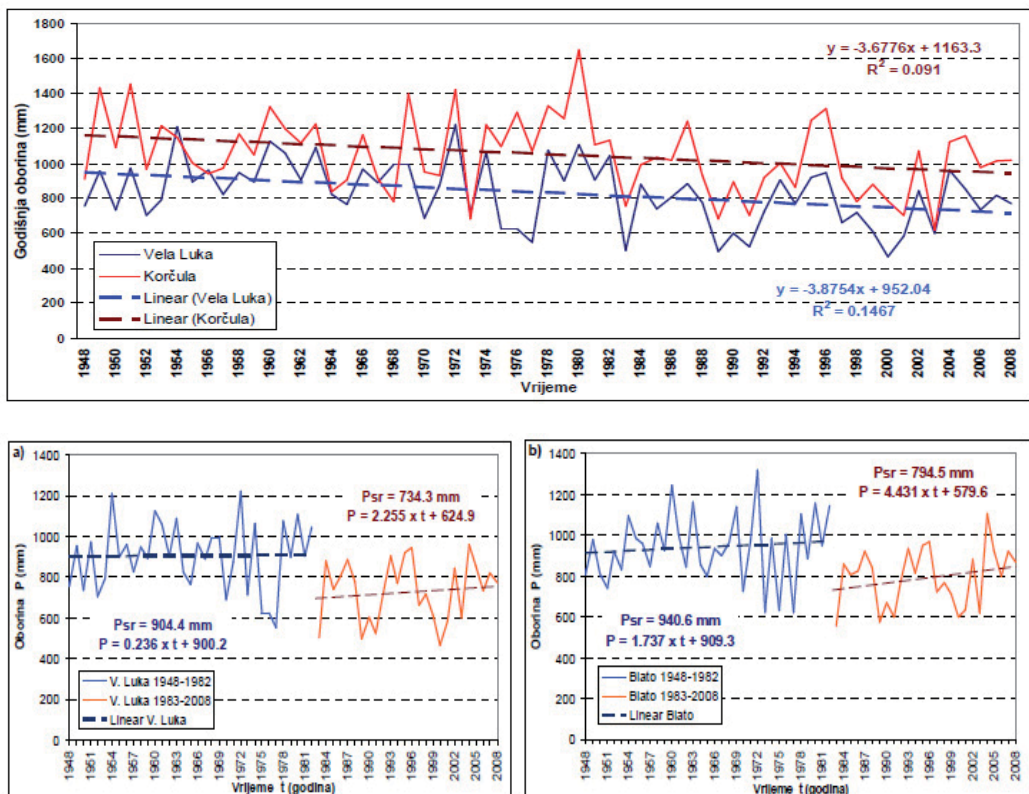 Godišnja oborina (mm)
1800
1600
1400
1200
1000
800
600
400
200
0
y = -3.6776x + 1163.3
R² = 0.091
y = -3.8754x + 952.04
R² = 0.1467
Vela Luka
Korčula
Linear (Vela Luka)
Linear (Korčula)
1948 1950 1952 1954 1956 1958 1960 1962 1964 1966 1968 1970 1972 1974 1976 1978 1980 1982 1984 1986 1988 1990 1992 1994 1996 1998 2000 2002 2004 2006 2008
Vrijeme
a)
Oborina P (mm)
1400
1200
1000
800
600
400
200
0
Psr = 734.3 mm
P = 2.255 x t + 624.9
Psr = 904.4 mm
P = 0.236 x t + 900.2
V. Luka 1948-1982
V. Luka 1983-2008
Linear V. Luka
1948 1951 1954 1957 1960 1963 1966 1969 1972 1975 1978 1981 1984 1987 1990 1993 1996 1999 2002 2005 2008
Vrijeme t (godina)
b)
Oborina P (mm)
1400
1200
1000
800
600
400
200
0
Psr = 794.5 mm
P = 4.431 x t + 579.6
Psr = 940.6 mm
P = 1.737 x t + 909.3
Blato 1948-1982
Blato 1983-2008
Linear Blato
1948 1951 1954 1957 1960 1963 1966 1969 1972 1975 1978 1981 1984 1987 1990 1993 1996 1999 2002 2005 2008
Vrijeme t (godina)